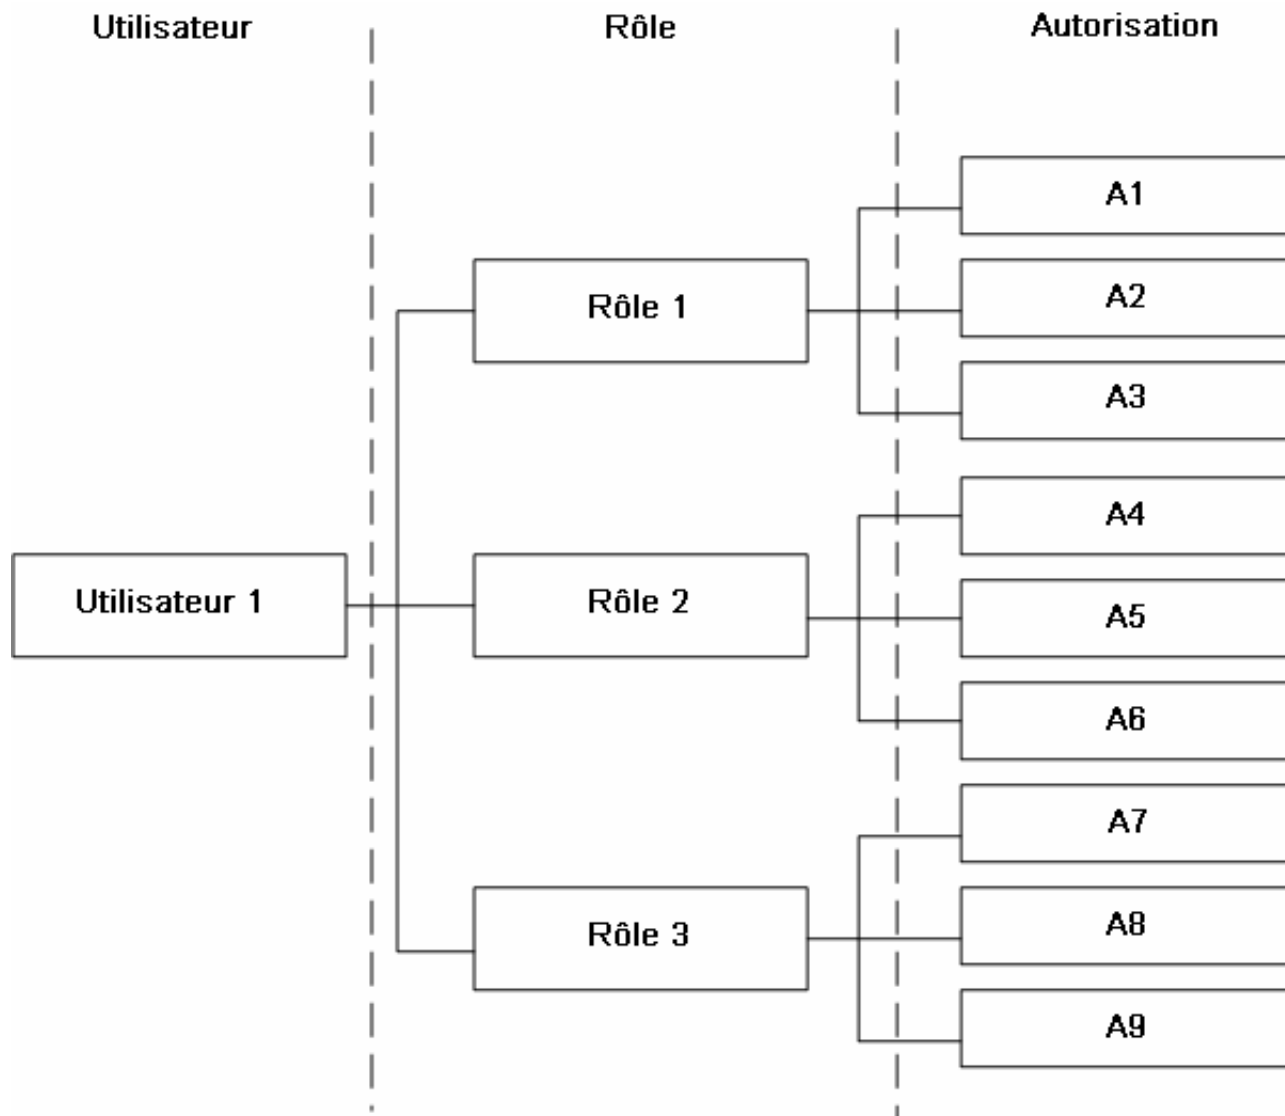 Utilisateur
Rôle
Autorisation
A1
A2
Rôle 1
A3
A4
Utilisateur 1
Rôle 2
A5
A6
A7
A8
Rôle 3
A9